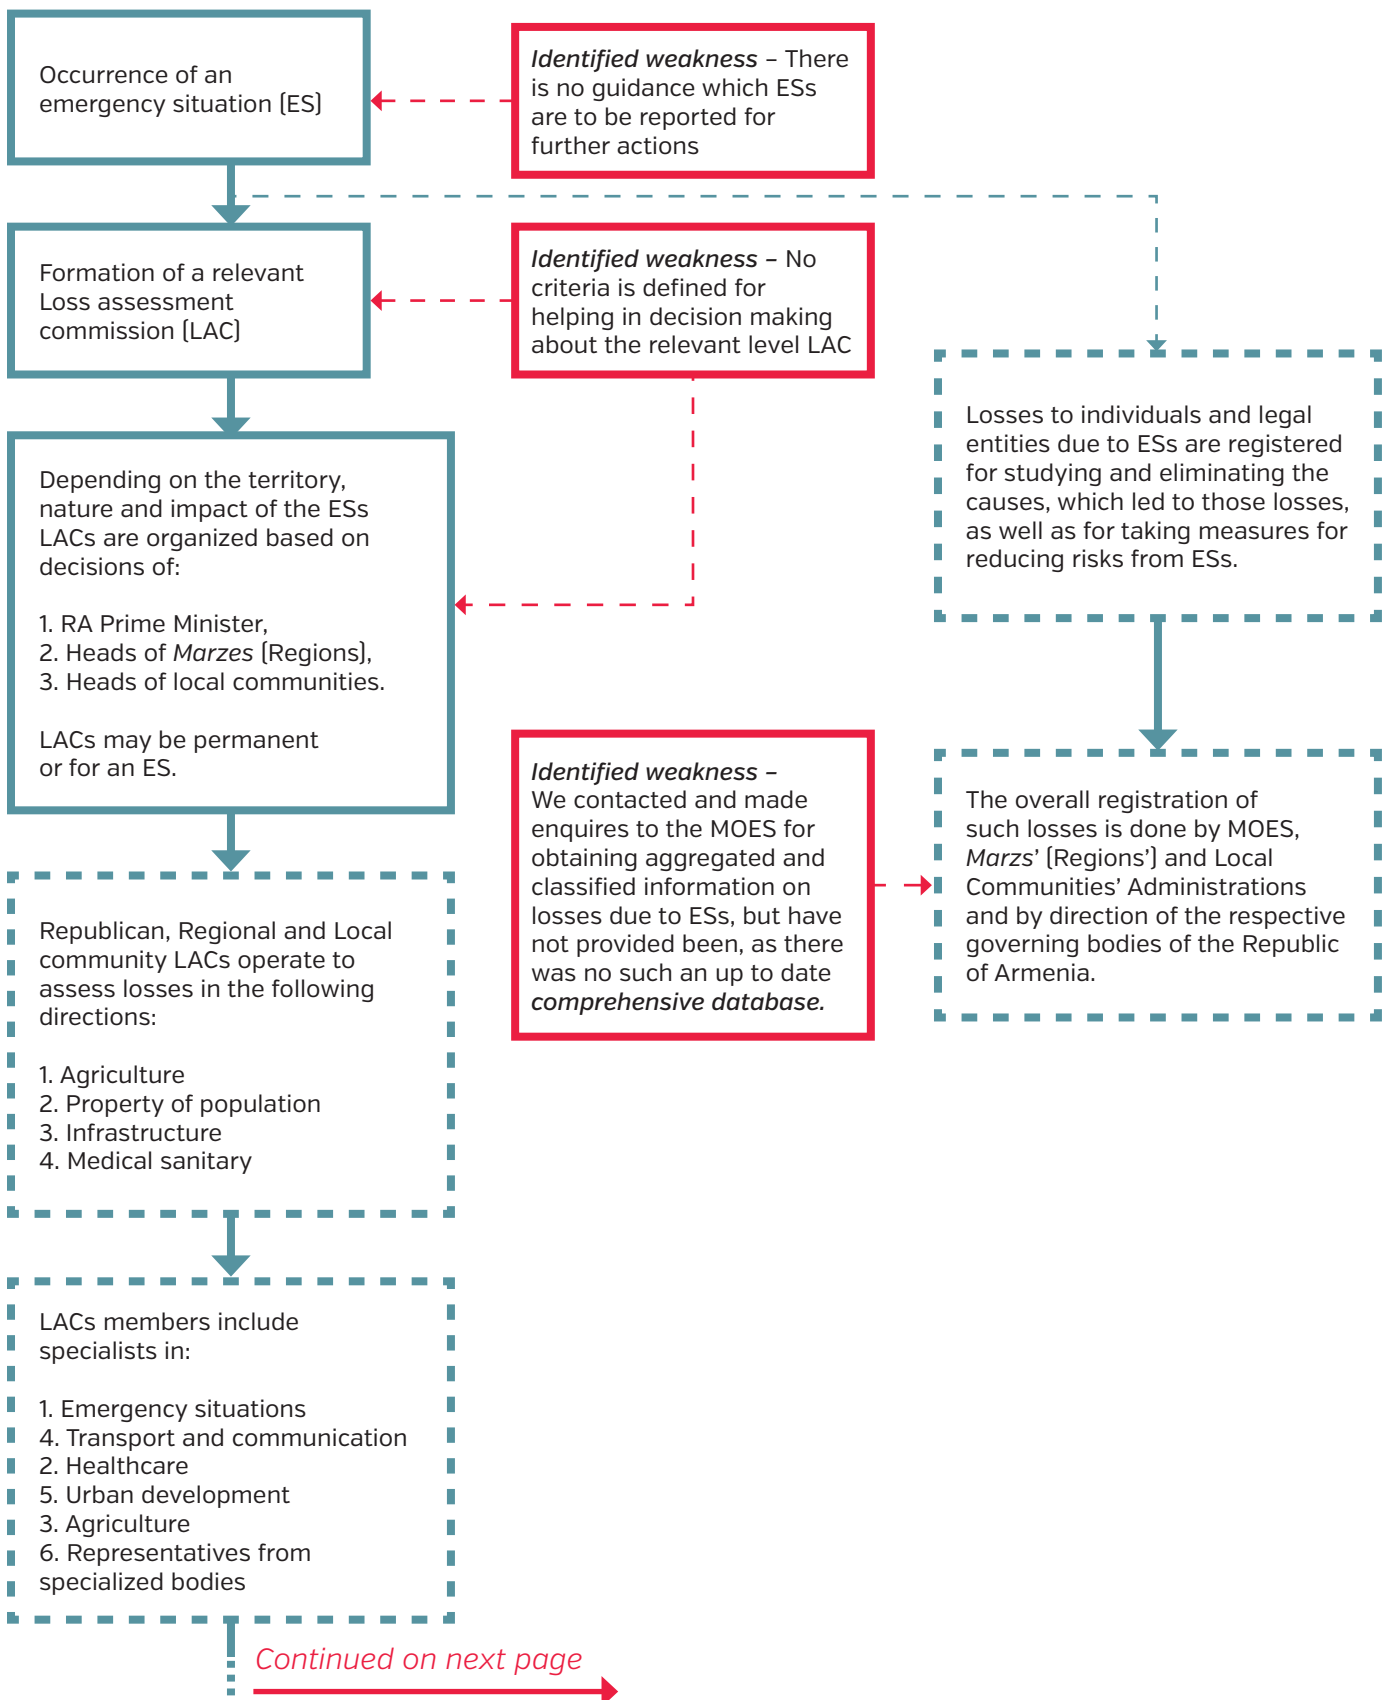 Occurrence of an
emergency situation (ES)
Identified weakness – There
is no guidance which ESs
are to be reported for
further actions
Formation of a relevant
Loss assessment
commission (LAC)
Identified weakness – No
criteria is defined for
helping in decision making
about the relevant level LAC
Losses to individuals and legal
entities due to ESs are registered
for studying and eliminating the
causes, which led to those losses,
as well as for taking measures for
reducing risks from ESs.
Depending on the territory,
nature and impact of the ESs
LACs are organized based on
decisions of:
1. RA Prime Minister,
2. Heads of Marzes (Regions),
3. Heads of local communities.
LACs may be permanent
or for an ES.
Identified weakness –
We contacted and made
enquires to the MOES for
obtaining aggregated and
classified information on
losses due to ESs, but have
not provided been, as there
was no such an up to date
comprehensive database.
The overall registration of
such losses is done by MOES,
Marzs’ (Regions’) and Local
Communities’ Administrations
and by direction of the respective
governing bodies of the Republic
of Armenia.
Republican, Regional and Local
community LACs operate to
assess losses in the following
directions:
1. Agriculture
2. Property of population
3. Infrastructure
4. Medical sanitary
LACs members include
specialists in:
1. Emergency situations
4. Transport and communication
2. Healthcare
5. Urban development
3. Agriculture
6. Representatives from
specialized bodies
Continued on next page